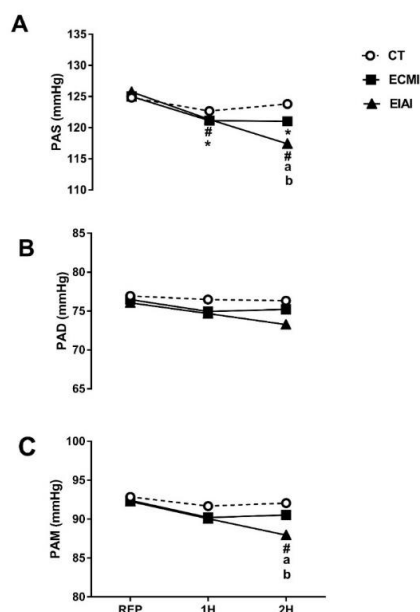 A
135
130
125
120
115
110
PAS (mmHg)
#
*
*
#
a
b
CT
ECMI
EIAI
B
85
80
75
70
65
PAD (mmHg)
C
100
95
90
85
80
PAM (mmHg)
#
a
b
REP 1H 2H